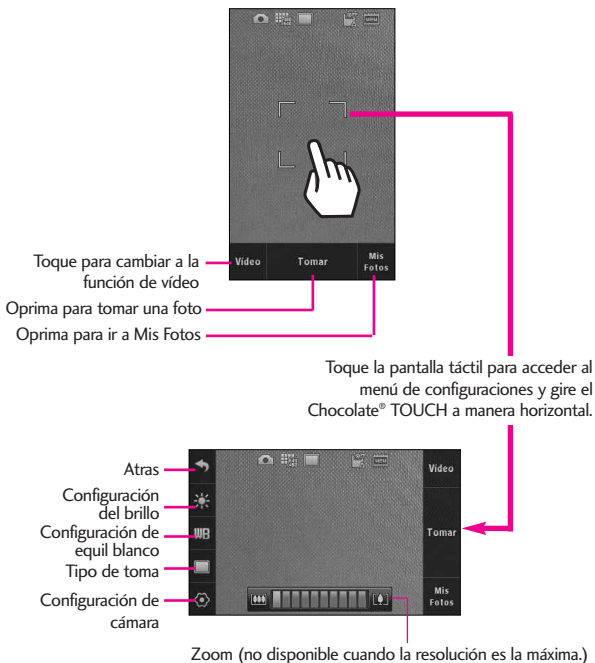 Video
Tomar
Mis
Fotos
Toque para cambiar a la
función de vídeo
Oprima para tomar una foto
Oprima para ir a Mis Fotos
Toque la pantalla táctil para acceder al
menú de configuraciones y gire el
Chocolate® TOUCH a manera horizontal.
Atras
Configuración
del brillo
Configuración de
equil blanco
Tipo de toma
Configuración de
cámara
WB
Video
Tomar
Mis
Fotos
Zoom (no disponible cuando la resolución es la máxima.)